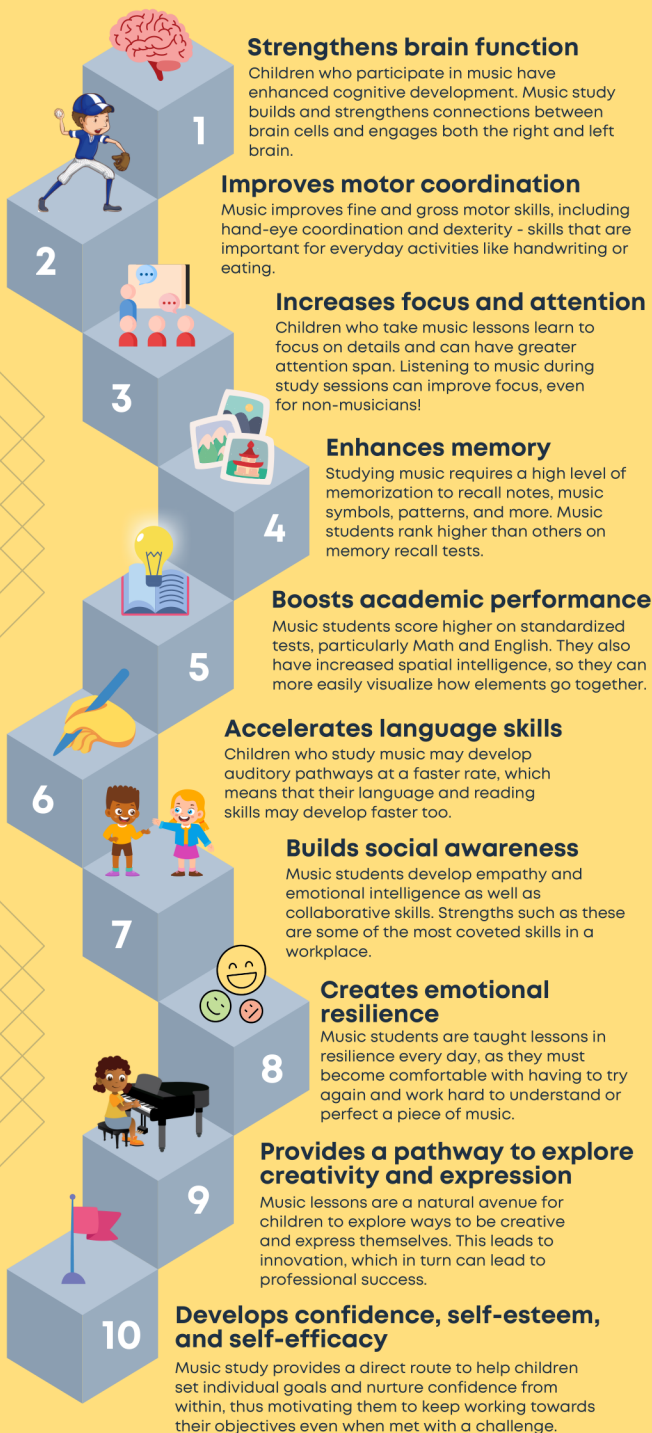 1
Strengthens brain function
Children who participate in music have
enhanced cognitive development. Music study
builds and strengthens connections between
brain cells and engages both the right and left
brain.
2
Improves motor coordination
Music improves fine and gross motor skills, including
hand-eye coordination and dexterity - skills that are
important for everyday activities like handwriting or
eating.
3
Increases focus and attention
Children who take music lessons learn to
focus on details and can have greater
attention span. Listening to music during
study sessions can improve focus, even
for non-musicians!
4
Enhances memory
Studying music requires a high level of
memorization to recall notes, music
symbols, patterns, and more. Music
students rank higher than others on
memory recall tests.
5
Boosts academic performance
Music students score higher on standardized
tests, particularly Math and English. They also
have increased spatial intelligence, so they can
more easily visualize how elements go together.
6
Accelerates language skills
Children who study music may develop
auditory pathways at a faster rate, which
means that their language and reading
skills may develop faster too.
7
Builds social awareness
Music students develop empathy and
emotional intelligence as well as
collaborative skills. Strengths such as these
are some of the most coveted skills in a
workplace.
8
Creates emotional
resilience
Music students are taught lessons in
resilience every day, as they must
become comfortable with having to try
again and work hard to understand or
perfect a piece of music.
9
Provides a pathway to explore
creativity and expression
Music lessons are a natural avenue for
children to explore ways to be creative
and express themselves. This leads to
innovation, which in turn can lead to
professional success.
10
Develops confidence, self-esteem,
and self-efficacy
Music study provides a direct route to help children
set individual goals and nurture confidence from
within, thus motivating them to keep working towards
their objectives even when met with a challenge.